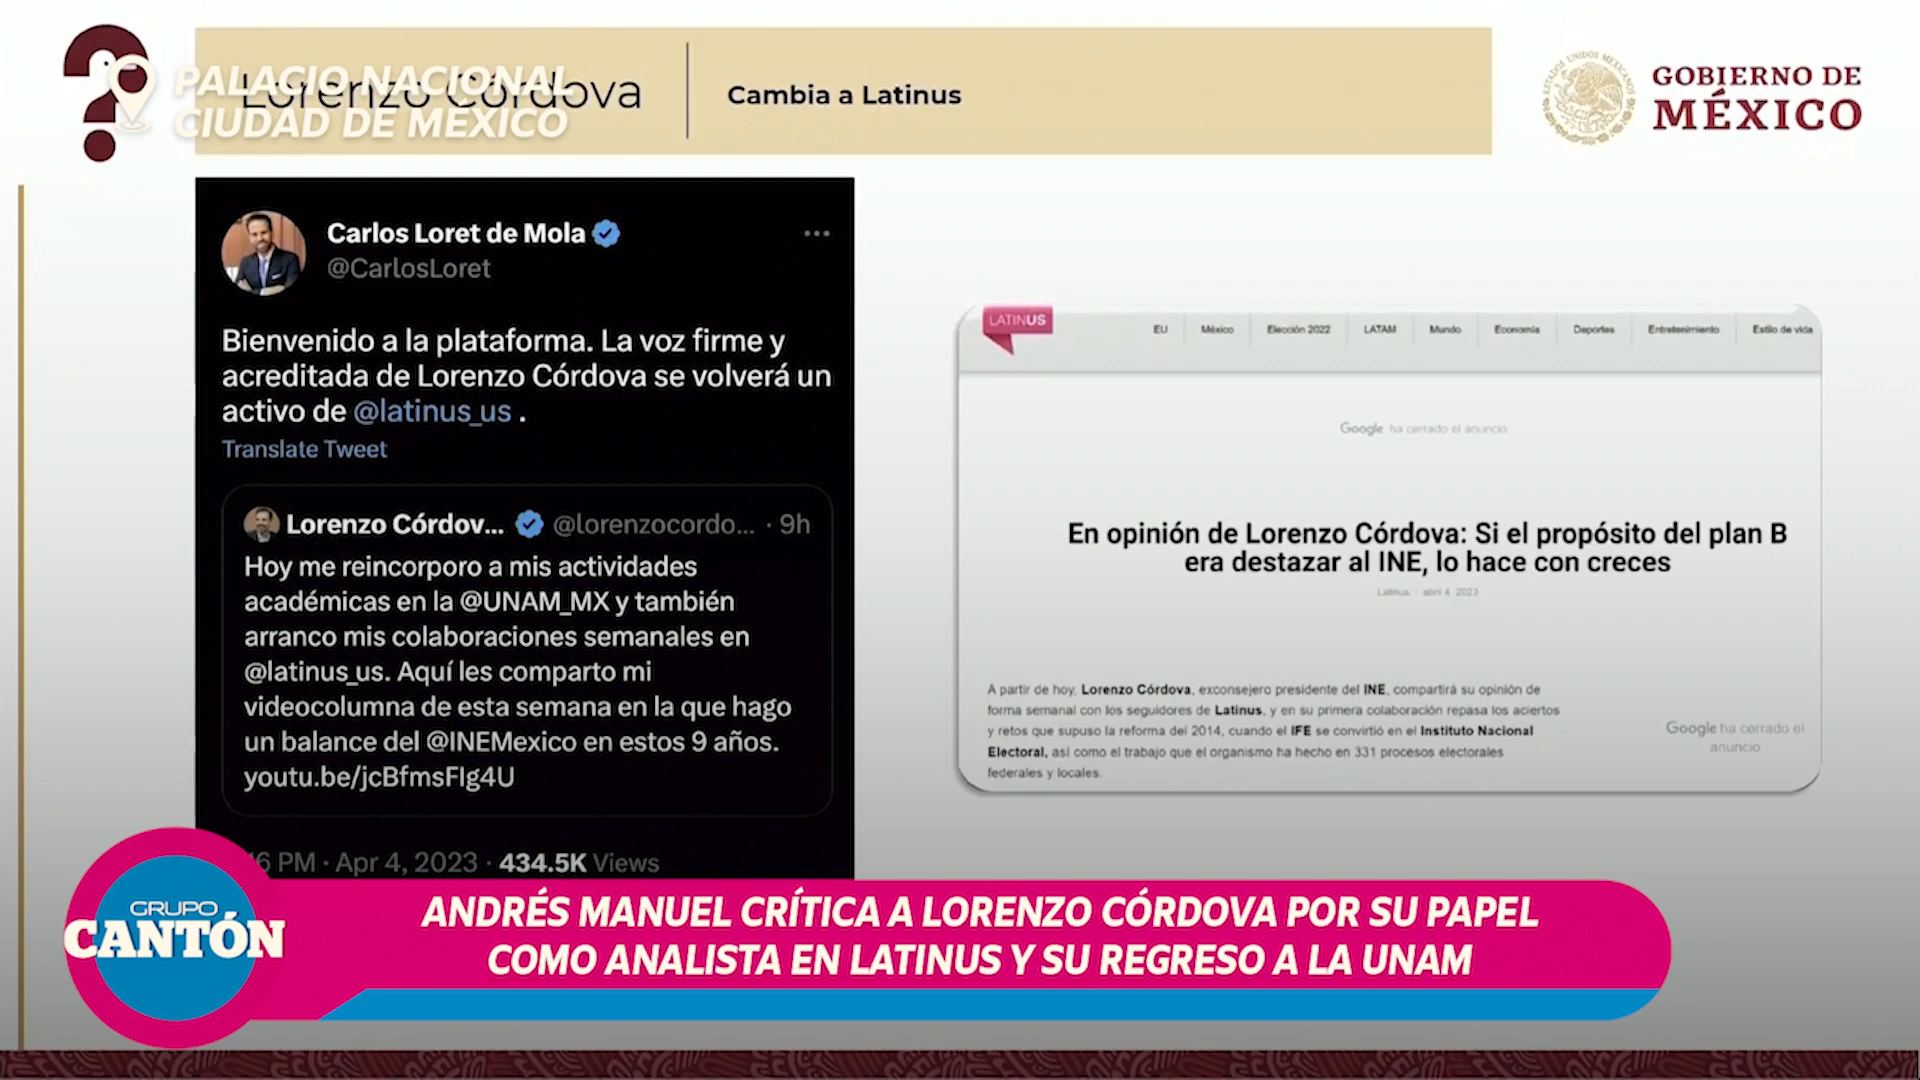 PALACIO NACIONAL
CIUDAD DE MÉXICO
Lorenzo Córdova
Cambia a Latinus
ESTADOS UNIDOS MEXICANOS
GOBIERNO DE
MÉXICO
Carlos Loret de Mola
@CarlosLoret
Bienvenido a la plataforma. La voz firme y
acreditada de Lorenzo Córdova se volverá un
activo de @latinus_us .
Translate Tweet
Lorenzo Córdov... @lorenzocordo... · 9h
Hoy me reincorporo a mis actividades
académicas en la @UNAM_MX y también
arranco mis colaboraciones semanales en
@latinus_us. Aquí les comparto mi
videocolumna de esta semana en la que hago
un balance del @INEMexico en estos 9 años.
youtu.be/jcBfmsFIg4U
6 PM · Apr 4, 2023 · 434.5K Views
LATINUS
EU México Elección 2022 LATAM Mundo Economía Deportes Entretenimiento Estilo de vida
Google ha cerrado el anuncio
En opinión de Lorenzo Córdova: Si el propósito del plan B
era destazar al INE, lo hace con creces
Latinus abril 4, 2023
A partir de hoy, Lorenzo Córdova, exconsejero presidente del INE, compartirá su opinión de
forma semanal con los seguidores de Latinus, y en su primera colaboración repasa los aciertos
y retos que supuso la reforma del 2014, cuando el IFE se convirtió en el Instituto Nacional
Electoral, así como el trabajo que el organismo ha hecho en 331 procesos electorales
federales y locales.
Google ha cerrado el
anuncio
GRUPO
CANTÓN
ANDRÉS MANUEL CRÍTICA A LORENZO CÓRDOVA POR SU PAPEL
COMO ANALISTA EN LATINUS Y SU REGRESO A LA UNAM